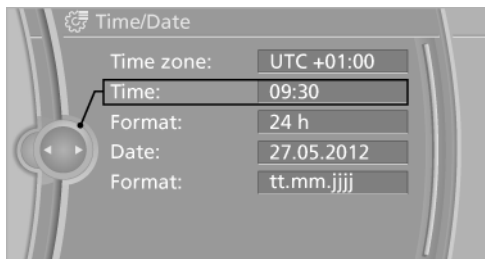 Time/Date
Time zone: UTC +01:00
Time: 09:30
Format: 24 h
Date: 27.05.2012
Format: tt.mm.jjjj